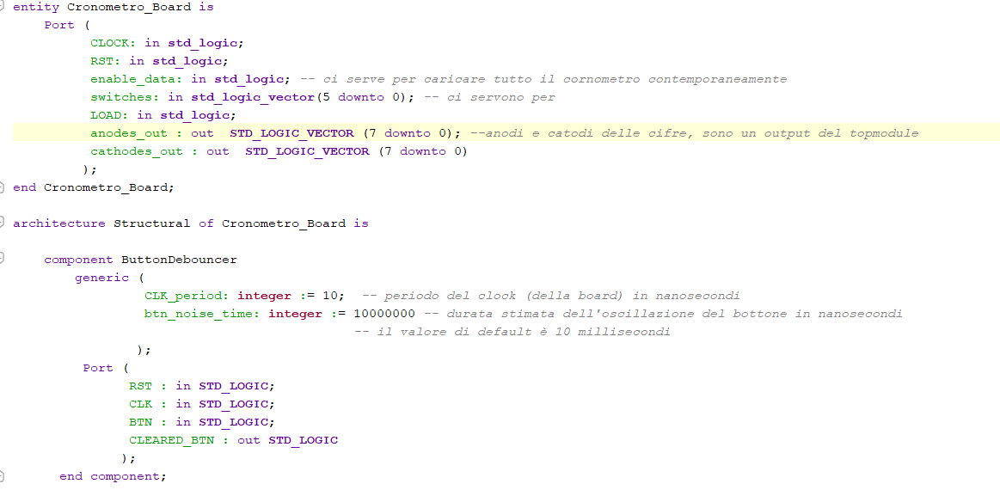 entity Cronometro_Board is
Port (
CLOCK: in std_logic;
RST: in std_logic;
enable_data: in std_logic; -- ci serve per caricare tutto il cornometro contemporaneamente
switches: in std_logic_vector(5 downto 0); -- ci servono per
LOAD: in std_logic;
anodes_out : out STD_LOGIC_VECTOR (7 downto 0); --anodi e catodi delle cifre, sono un output del topmodule
cathodes_out : out STD_LOGIC_VECTOR (7 downto 0)
);
end Cronometro_Board;
architecture Structural of Cronometro_Board is
component ButtonDebouncer
generic (
CLK_period: integer := 10; -- periodo del clock (della board) in nanosecondi
btn_noise_time: integer := 10000000 -- durata stimata dell'oscillazione del bottone in nanosecondi
-- il valore di default è 10 millisecondi
);
Port (
RST : in STD_LOGIC;
CLK : in STD_LOGIC;
BTN : in STD_LOGIC;
CLEARED_BTN : out STD_LOGIC
);
end component;